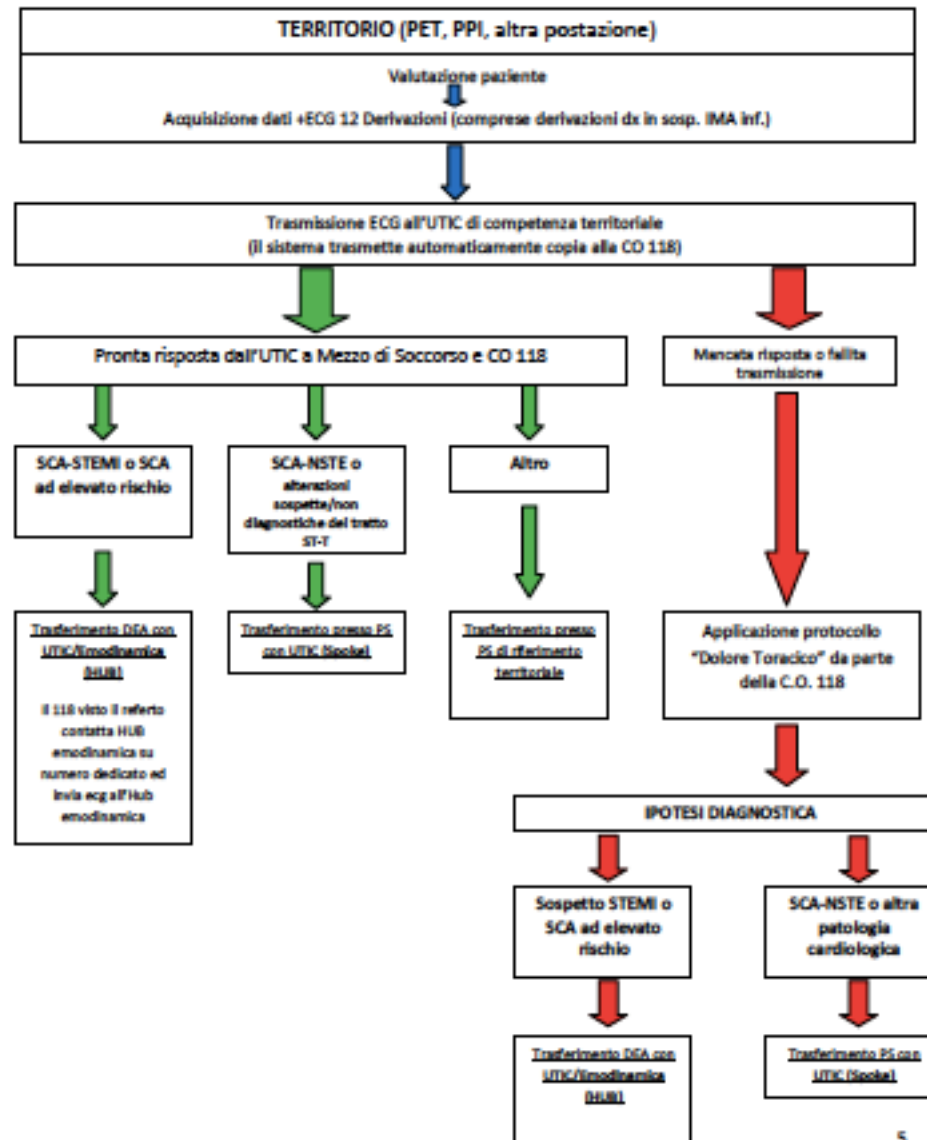 TERRITORIO (PET, PPI, altra postazione)
Valutazione paziente
Acquisizione dati +ECG 12 Derivazioni (comprese derivazioni dx in sosp. IMA inf.)
Trasmissione ECG all'UTIC di competenza territoriale
(il sistema trasmette automaticamente copia alla CO 118)
Pronta risposta dall'UTIC a Mezzo di Soccorso e CO 118
Mancata risposta o fallita
trasmissione
SCA-STEMI o SCA
ad elevato rischio
SCA-NSTE o
alterazioni
sospette/non
diagnostiche del tratto
ST-T
Altro
Trasferimento DEA con
UTIC/Emodinamica
(HUB)
Il 118 visto il referto
contatta HUB
emodinamica su
numero dedicato ed
invia ecg all'Hub
emodinamica
Trasferimento presso PS
con UTIC (Spoke)
Trasferimento presso
PS di riferimento
territoriale
Applicazione protocollo
"Dolore Toracico" da parte
della C.O. 118
IPOTESI DIAGNOSTICA
Sospetto STEMI o
SCA ad elevato
rischio
SCA-NSTE o altra
patologia
cardiologica
Trasferimento DEA con
UTIC/Emodinamica
(HUB)
Trasferimento PS con
UTIC (Spoke)
5